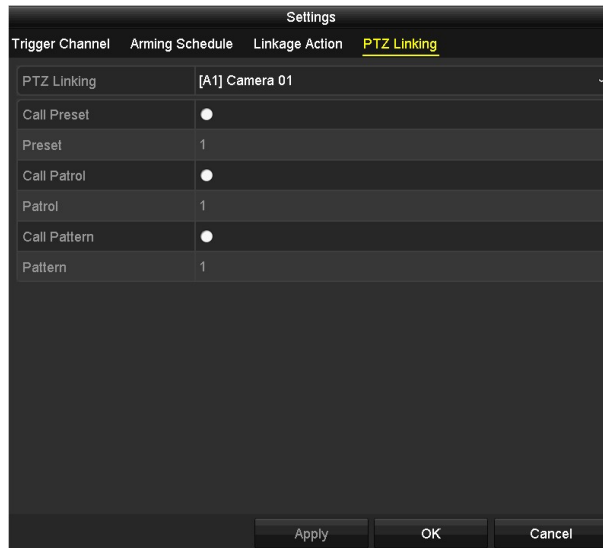 Settings
Trigger Channel Arming Schedule Linkage Action PTZ Linking
PTZ Linking [A1] Camera 01
Call Preset
Preset 1
Call Patrol
Patrol 1
Call Pattern
Pattern 1
Apply OK Cancel